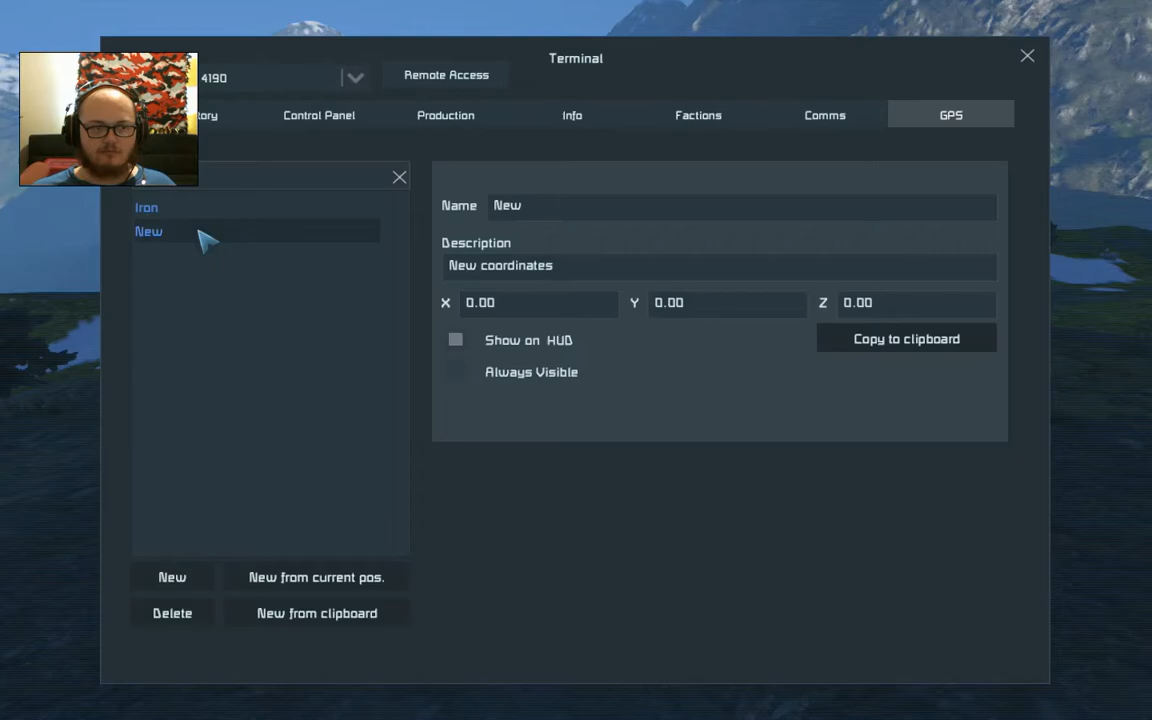 Terminal
4190
Remote Access
tory
Control Panel
Production
Info
Factions
Comms
GPS
Iron
New
Name
New
Description
New coordinates
X
0.00
Y
0.00
Z
0.00
Show on HUD
Copy to clipboard
Always Visible
New
New from current pos.
Delete
New from clipboard